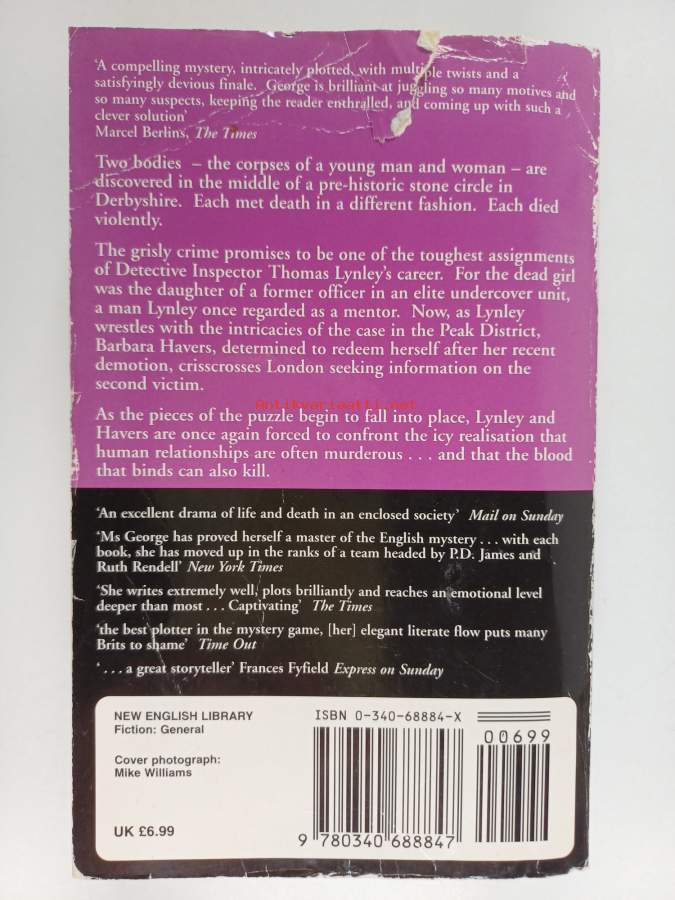 ‘A compelling mystery, intricately plotted, with multiple twists and a
satisfyingly devious finale. George is brilliant at juggling so many motives and
so many suspects, keeping the reader enthralled, and coming up with such a
clever solution’
Marcel Berlins, The Times
Two bodies – the corpses of a young man and woman – are
discovered in the middle of a pre-historic stone circle in
Derbyshire. Each met death in a different fashion. Each died
violently.
The grisly crime promises to be one of the toughest assignments
of Detective Inspector Thomas Lynley’s career. For the dead girl
was the daughter of a former officer in an elite undercover unit,
a man Lynley once regarded as a mentor. Now, as Lynley
wrestles with the intricacies of the case in the Peak District,
Barbara Havers, determined to redeem herself after her recent
demotion, crisscrosses London seeking information on the
second victim.
Antikvariaatti.net
As the pieces of the puzzle begin to fall into place, Lynley and
Havers are once again forced to confront the icy realisation that
human relationships are often murderous . . . and that the blood
that binds can also kill.
‘An excellent drama of life and death in an enclosed society’ Mail on Sunday
‘Ms George has proved herself a master of the English mystery . . . with each
book, she has moved up in the ranks of a team headed by P.D. James and
Ruth Rendell’ New York Times
‘She writes extremely well, plots brilliantly and reaches an emotional level
deeper than most . . . Captivating’ The Times
‘the best plotter in the mystery game, [her] elegant literate flow puts many
Brits to shame’ Time Out
‘ . . . a great storyteller’ Frances Fyfield Express on Sunday
NEW ENGLISH LIBRARY
Fiction: General
Cover photograph:
Mike Williams
UK £6.99
ISBN 0-340-68884-X
00699
9 780340 688847